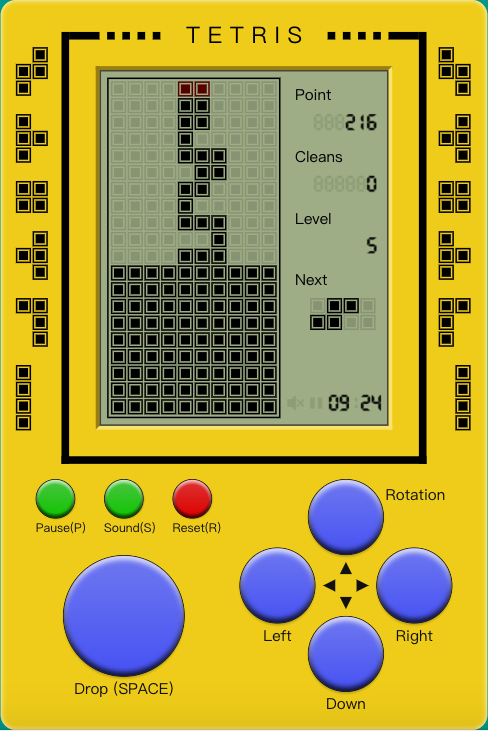 TETRIS
Point
216
Cleans
0
Level
5
Next
09:24
Rotation
Pause(P) Sound(S) Reset(R)
Left Right
Drop (SPACE)
Down